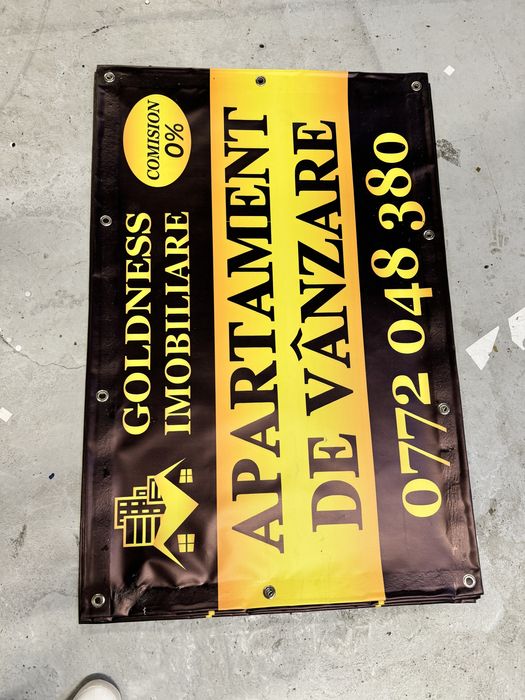 GOLDNESS
IMOBILIARE
COMISION
0%
APARTAMENT
DE VÂNZARE
0772 048 380